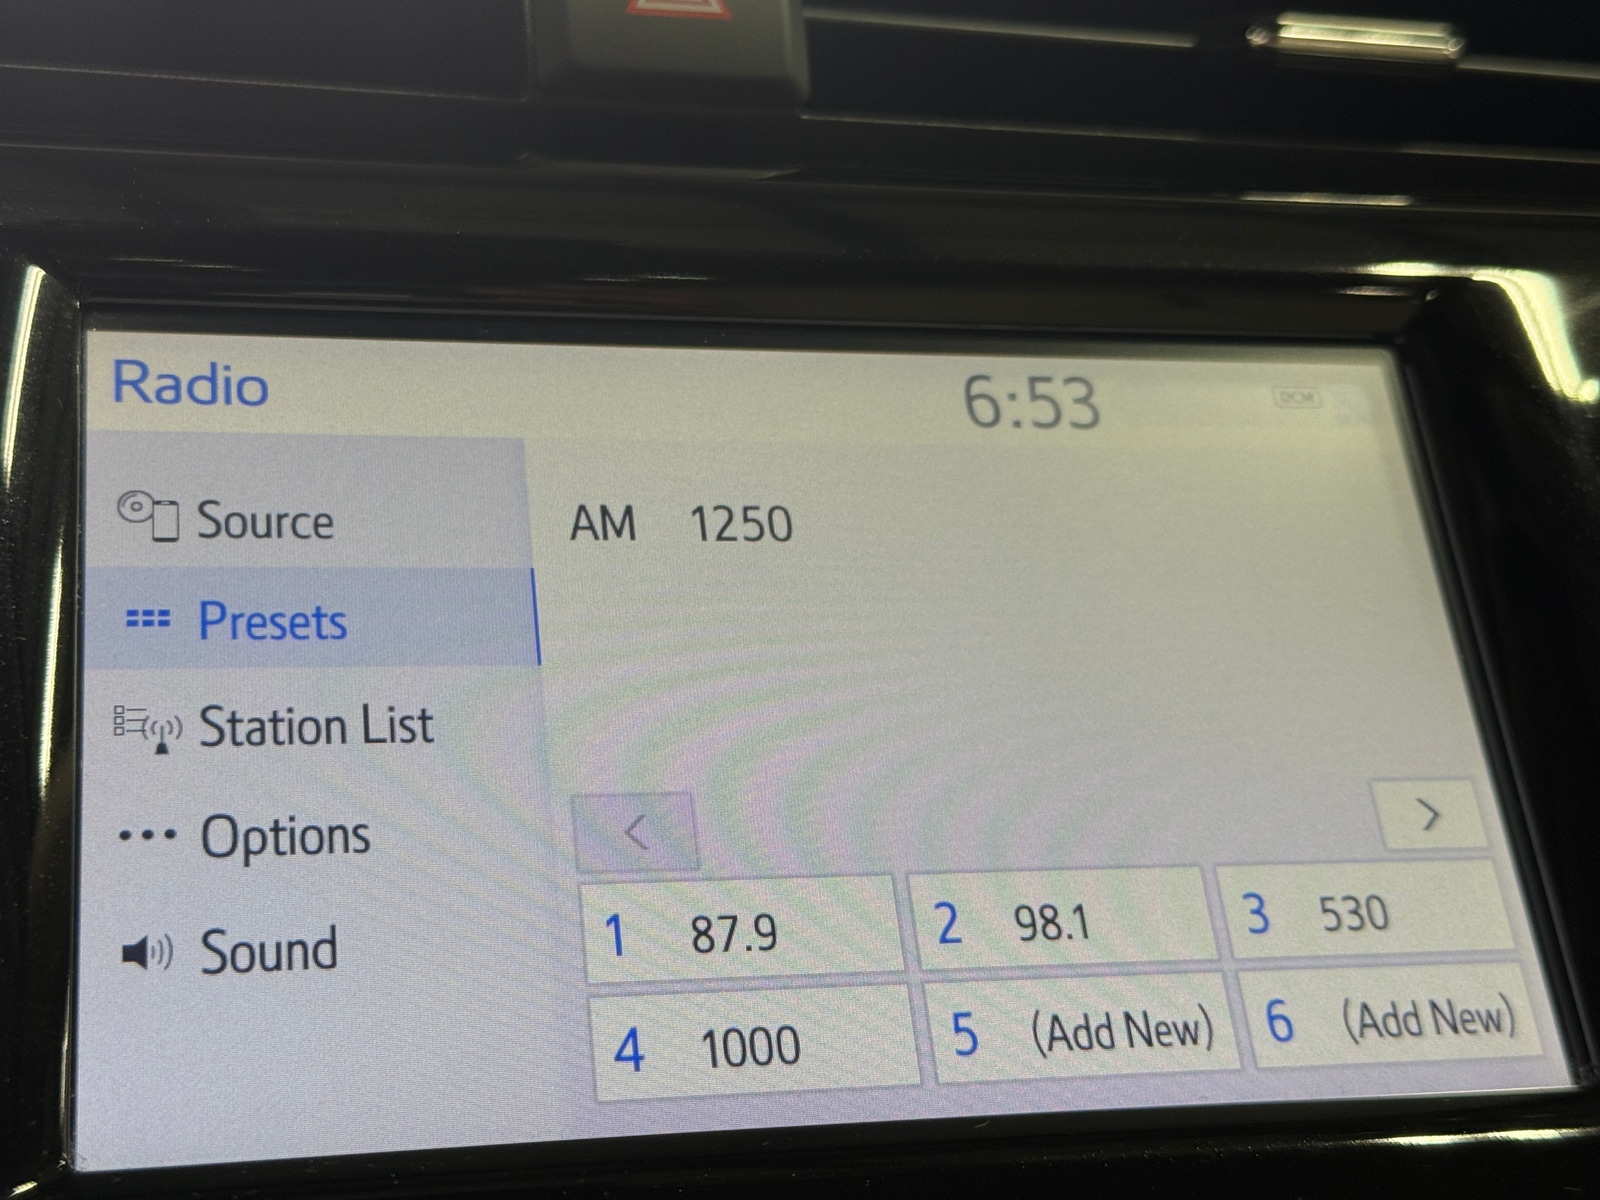 Radio 6:53 DCM
Source
AM 1250
Presets
Station List
Options
Sound
1 87.9 2 98.1 3 530
4 1000 5 (Add New) 6 (Add New)